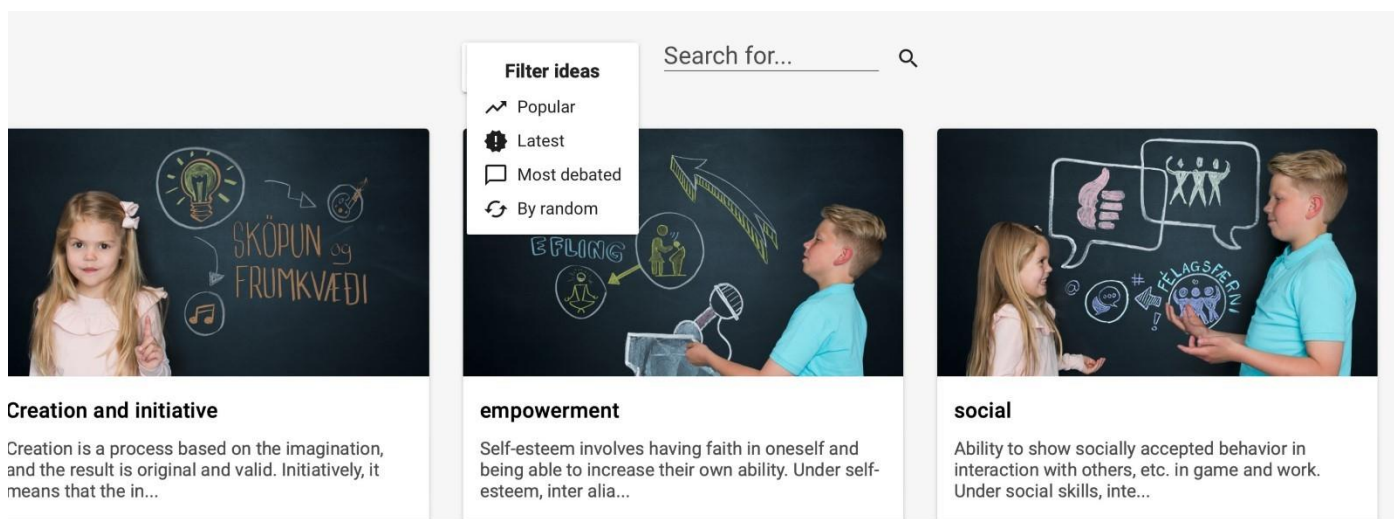 Filter ideas
Popular
Latest
Most debated
By random
Search for...
SKÖPUN og
FRUMKVÆÐI
EFLING
@
#
!
FÉLAGSFÆRNI
Creation and initiative
Creation is a process based on the imagination,
and the result is original and valid. Initiatively, it
means that the in...
empowerment
Self-esteem involves having faith in oneself and
being able to increase their own ability. Under self-
esteem, inter alia...
social
Ability to show socially accepted behavior in
interaction with others, etc. in game and work.
Under social skills, inte...